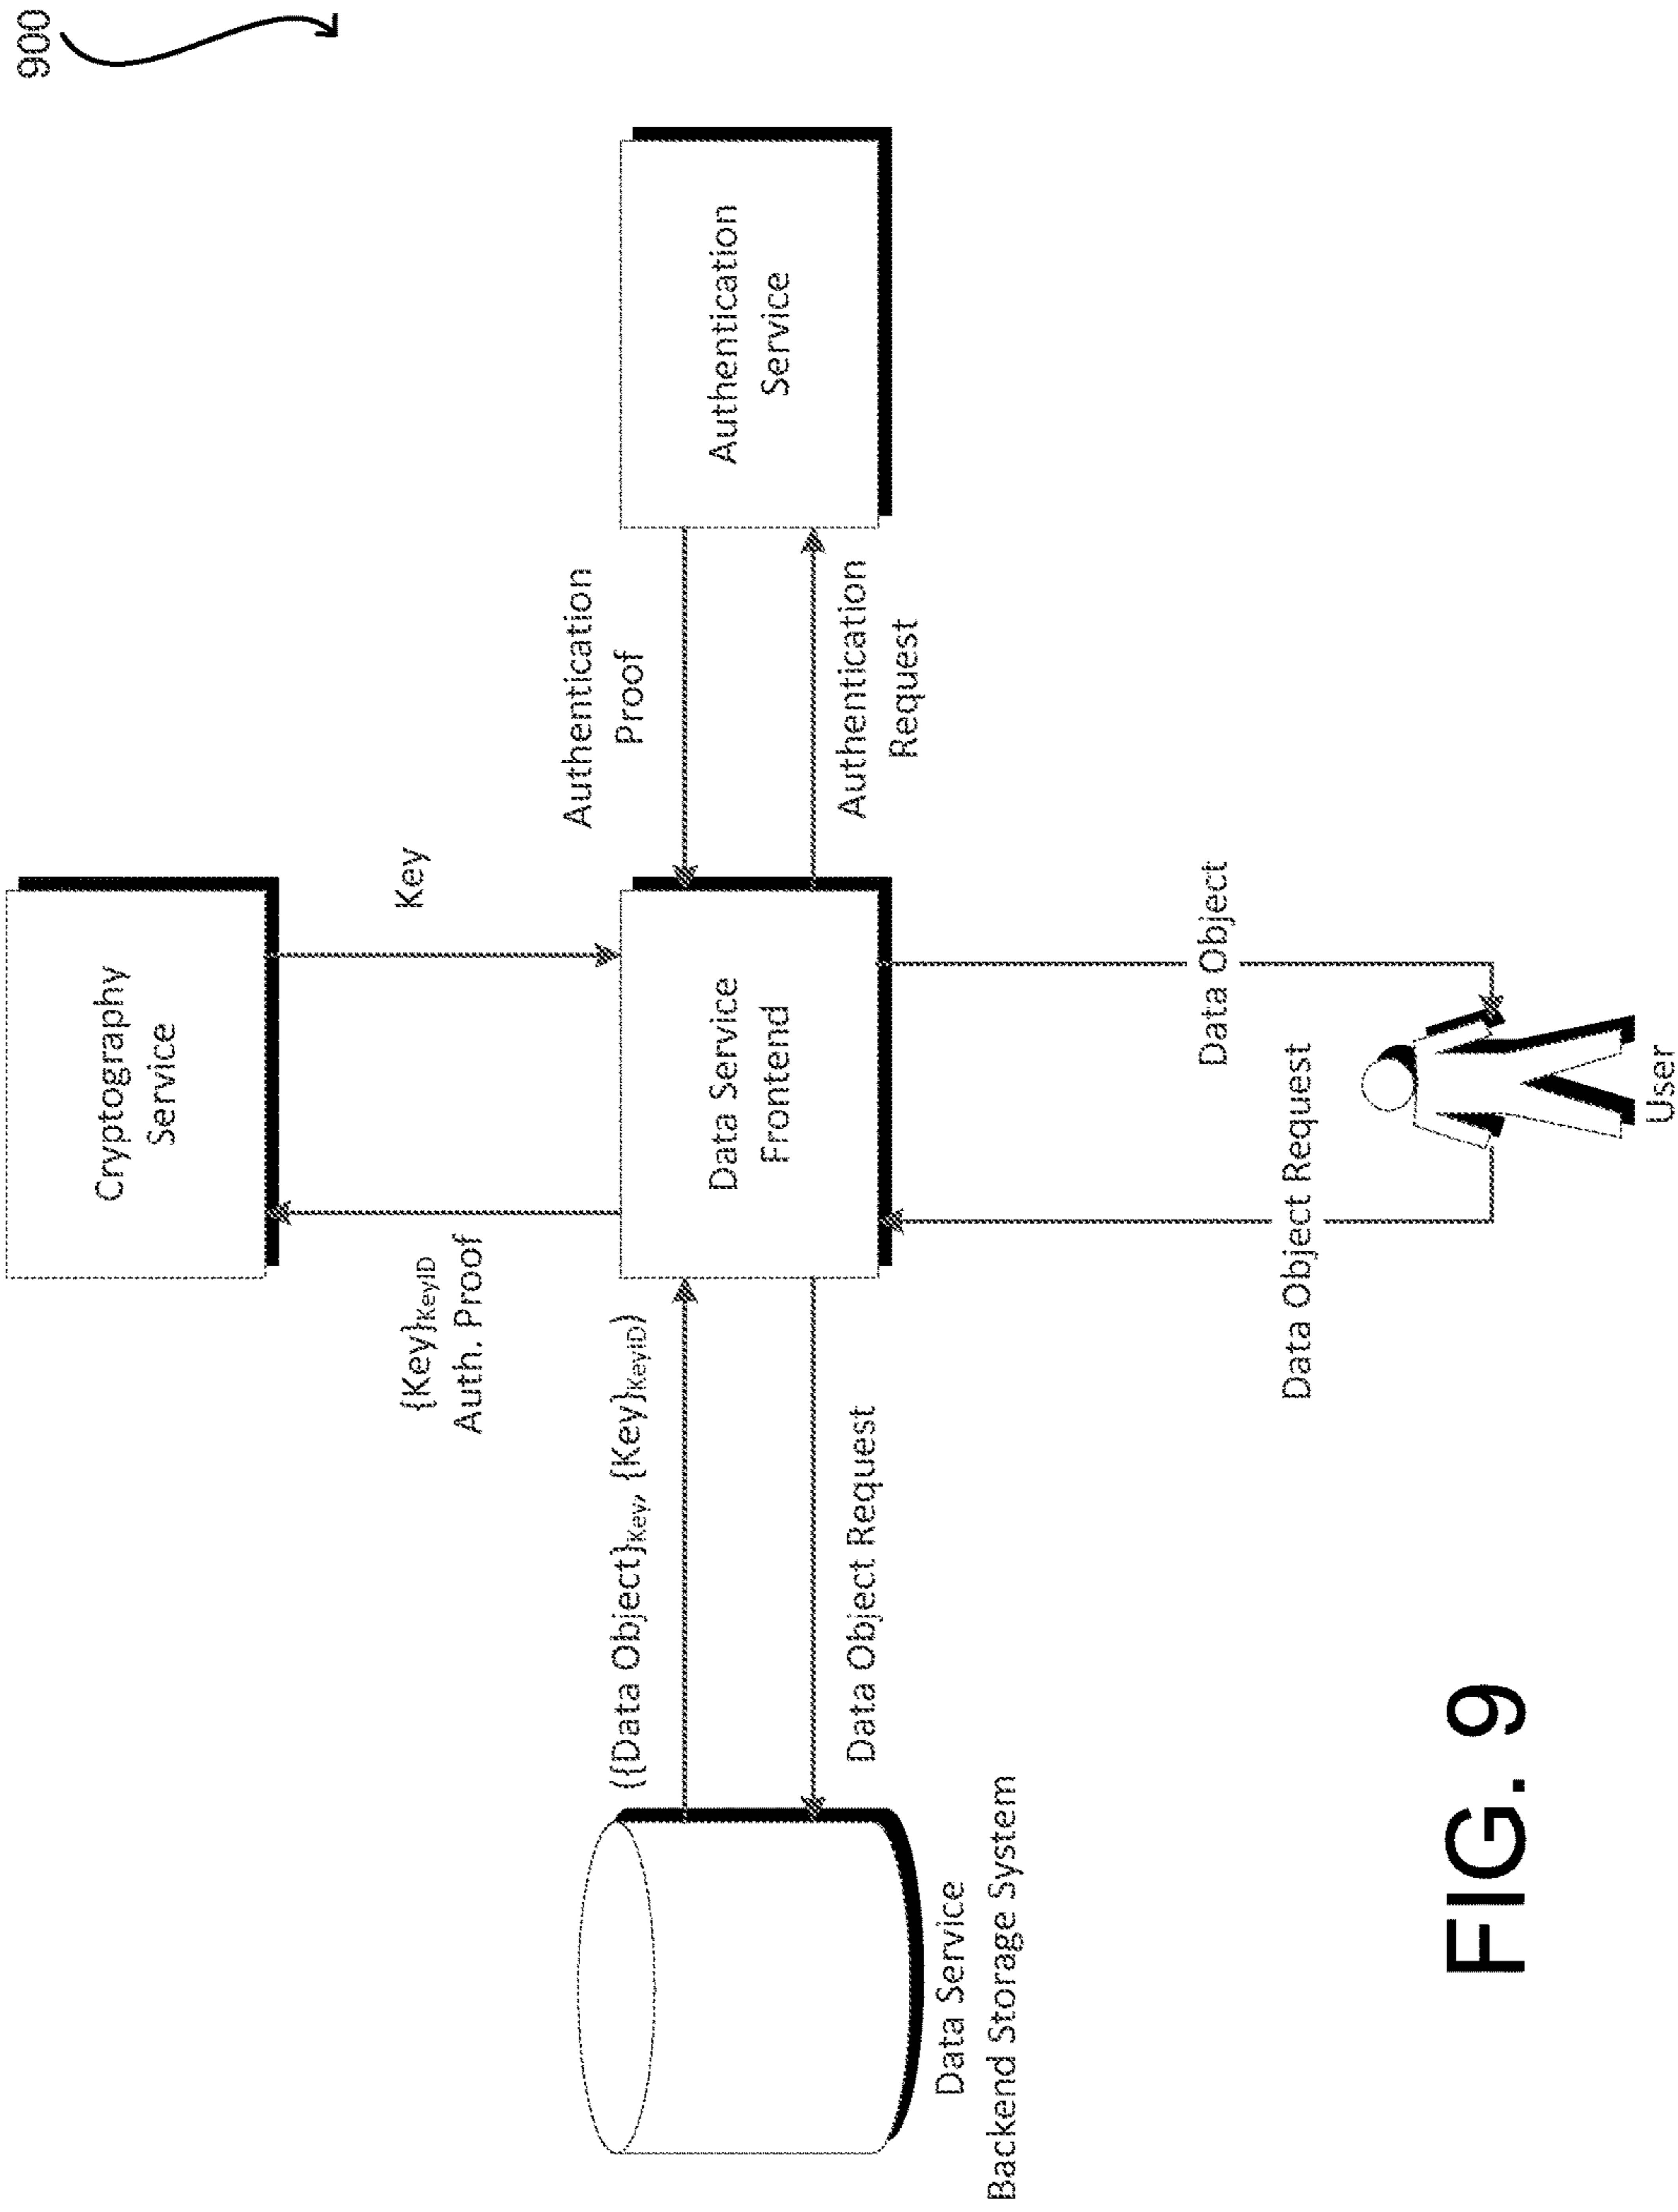 900
Cryptography
Service
{Key}KeyID
Auth. Proof
Key
({Data Object}Key, {Key}KeyID)
Data Object Request
Data Service
Backend Storage System
Data Service
Frontend
Authentication
Proof
Authentication
Request
Authentication
Service
Data Object Request
Data Object
User
FIG. 9